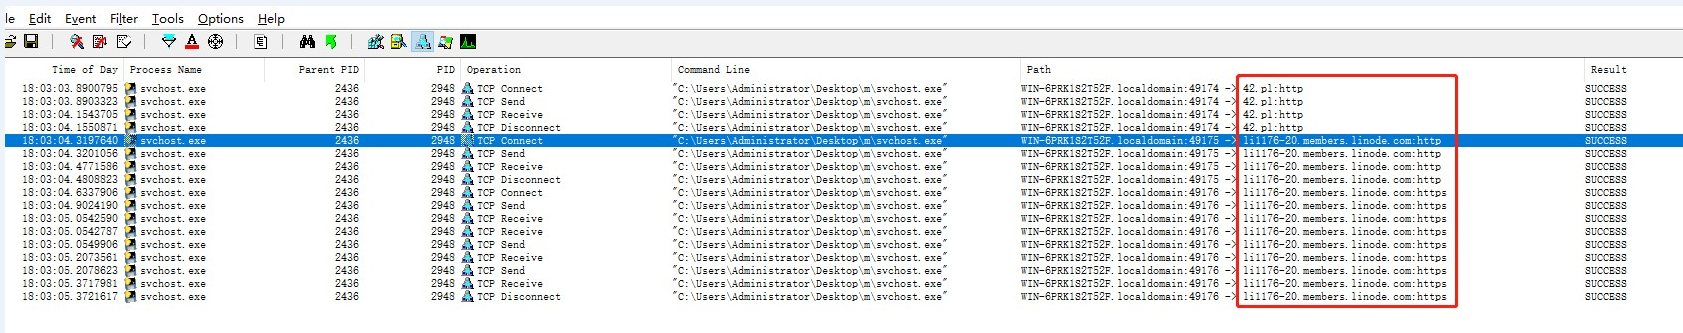 le Edit Event Filter Tools Options Help
Time of Day Process Name Parent PID PID Operation Command Line Path Result
18:03:03.8900795 svchost.exe 2436 2948 TCP Connect "C:\Users\Administrator\Desktop\m\svchost.exe" WIN-6PRK1S2T52F.localdomain:49174 -> 42.pl:http SUCCESS
18:03:03.8903323 svchost.exe 2436 2948 TCP Send "C:\Users\Administrator\Desktop\m\svchost.exe" WIN-6PRK1S2T52F.localdomain:49174 -> 42.pl:http SUCCESS
18:03:04.1543705 svchost.exe 2436 2948 TCP Receive "C:\Users\Administrator\Desktop\m\svchost.exe" WIN-6PRK1S2T52F.localdomain:49174 -> 42.pl:http SUCCESS
18:03:04.1550871 svchost.exe 2436 2948 TCP Disconnect "C:\Users\Administrator\Desktop\m\svchost.exe" WIN-6PRK1S2T52F.localdomain:49174 -> 42.pl:http SUCCESS
18:03:04.3197640 svchost.exe 2436 2948 TCP Connect "C:\Users\Administrator\Desktop\m\svchost.exe" WIN-6PRK1S2T52F.localdomain:49175 -> li1176-20.members.linode.com:http SUCCESS
18:03:04.3201056 svchost.exe 2436 2948 TCP Send "C:\Users\Administrator\Desktop\m\svchost.exe" WIN-6PRK1S2T52F.localdomain:49175 -> li1176-20.members.linode.com:http SUCCESS
18:03:04.4771586 svchost.exe 2436 2948 TCP Receive "C:\Users\Administrator\Desktop\m\svchost.exe" WIN-6PRK1S2T52F.localdomain:49175 -> li1176-20.members.linode.com:http SUCCESS
18:03:04.4808823 svchost.exe 2436 2948 TCP Disconnect "C:\Users\Administrator\Desktop\m\svchost.exe" WIN-6PRK1S2T52F.localdomain:49175 -> li1176-20.members.linode.com:http SUCCESS
18:03:04.6337906 svchost.exe 2436 2948 TCP Connect "C:\Users\Administrator\Desktop\m\svchost.exe" WIN-6PRK1S2T52F.localdomain:49176 -> li1176-20.members.linode.com:https SUCCESS
18:03:04.9024190 svchost.exe 2436 2948 TCP Send "C:\Users\Administrator\Desktop\m\svchost.exe" WIN-6PRK1S2T52F.localdomain:49176 -> li1176-20.members.linode.com:https SUCCESS
18:03:05.0542590 svchost.exe 2436 2948 TCP Receive "C:\Users\Administrator\Desktop\m\svchost.exe" WIN-6PRK1S2T52F.localdomain:49176 -> li1176-20.members.linode.com:https SUCCESS
18:03:05.0542787 svchost.exe 2436 2948 TCP Receive "C:\Users\Administrator\Desktop\m\svchost.exe" WIN-6PRK1S2T52F.localdomain:49176 -> li1176-20.members.linode.com:https SUCCESS
18:03:05.0549906 svchost.exe 2436 2948 TCP Send "C:\Users\Administrator\Desktop\m\svchost.exe" WIN-6PRK1S2T52F.localdomain:49176 -> li1176-20.members.linode.com:https SUCCESS
18:03:05.2073561 svchost.exe 2436 2948 TCP Receive "C:\Users\Administrator\Desktop\m\svchost.exe" WIN-6PRK1S2T52F.localdomain:49176 -> li1176-20.members.linode.com:https SUCCESS
18:03:05.2078623 svchost.exe 2436 2948 TCP Send "C:\Users\Administrator\Desktop\m\svchost.exe" WIN-6PRK1S2T52F.localdomain:49176 -> li1176-20.members.linode.com:https SUCCESS
18:03:05.3717981 svchost.exe 2436 2948 TCP Receive "C:\Users\Administrator\Desktop\m\svchost.exe" WIN-6PRK1S2T52F.localdomain:49176 -> li1176-20.members.linode.com:https SUCCESS
18:03:05.3721617 svchost.exe 2436 2948 TCP Disconnect "C:\Users\Administrator\Desktop\m\svchost.exe" WIN-6PRK1S2T52F.localdomain:49176 -> li1176-20.members.linode.com:https SUCCESS